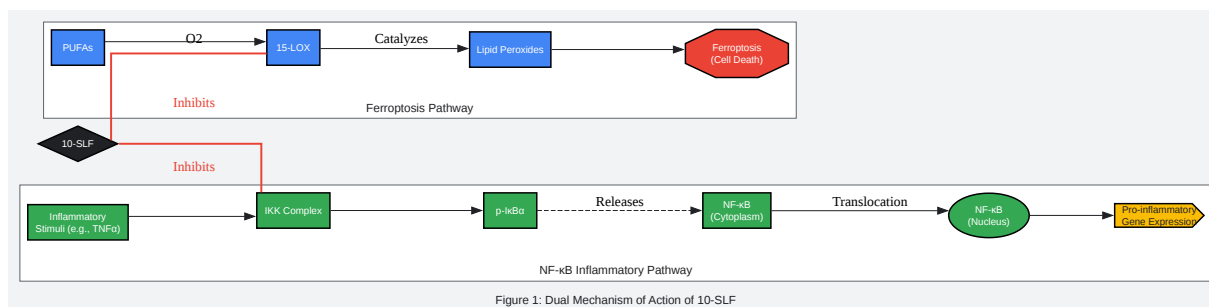 PUFAs
O2
15-LOX
Catalyzes
Lipid Peroxides
Ferroptosis
(Cell Death)
Inhibits
Ferroptosis Pathway
10-SLF
Inhibits
Inflammatory
Stimuli (e.g., TNFα)
IKK Complex
p-IκBα
Releases
NF-κB
(Cytoplasm)
Translocation
NF-κB
(Nucleus)
Pro-inflammatory
Gene Expression
NF-κB Inflammatory Pathway
Figure 1: Dual Mechanism of Action of 10-SLF